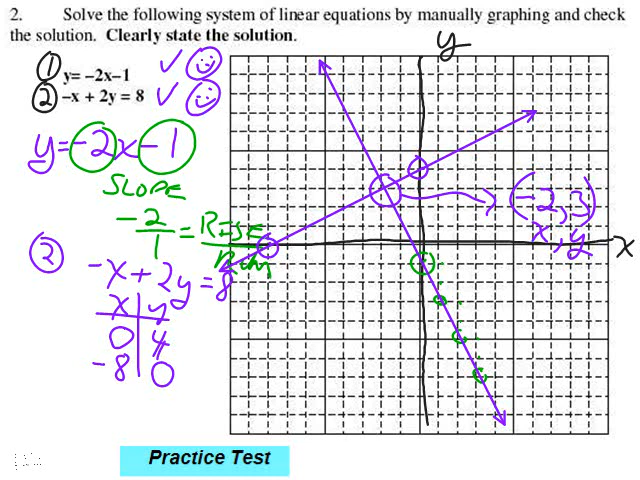 2. Solve the following system of linear equations by manually graphing and check
the solution. Clearly state the solution.
① y= –2x–1 ✓
② –x + 2y = 8 ✓
y=-2x-1
SLOPE
-2/1 = RISE/RUN
② -x+2y=8
x | y
0 | 4
-8 | 0
y
x
(-2,3)
x,y
Practice Test